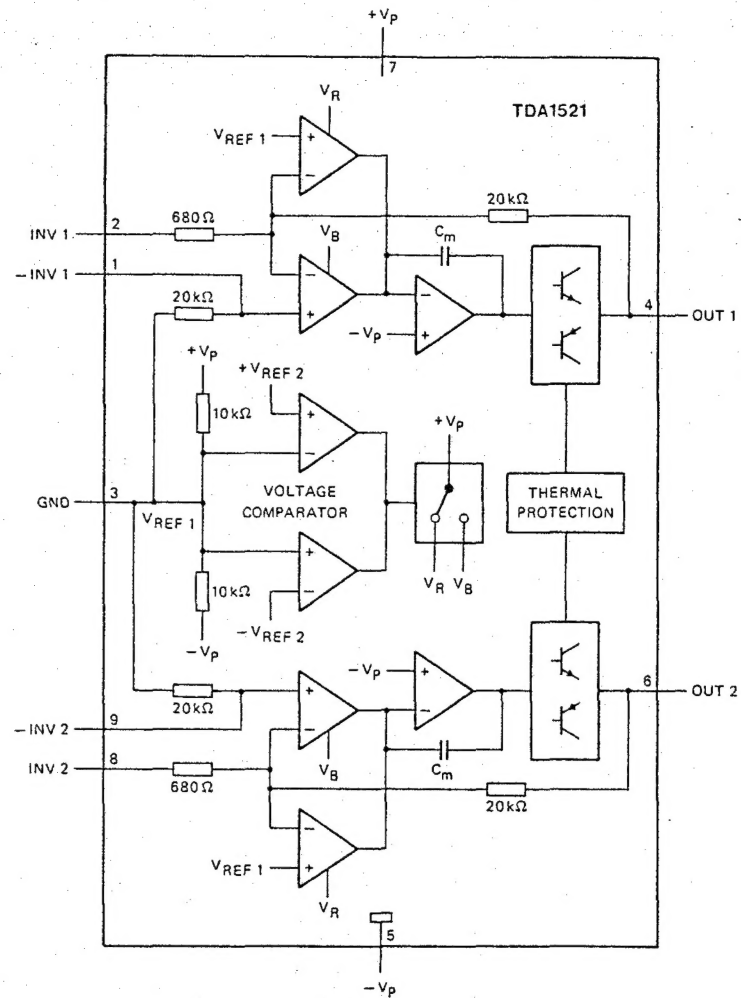 +VP
7
TDA1521
VR
VREF 1
+
−
20kΩ
680Ω
INV 1
2
VB
Cm
−INV 1
1
−
+
−
−VP
+
4
OUT 1
20kΩ
+VP
+VREF 2
10kΩ
+
−
+VP
GND
3
VREF 1
VOLTAGE
COMPARATOR
THERMAL
PROTECTION
+
−
VR
VB
10kΩ
−VREF 2
−VP
−VP
+
−
6
OUT 2
20kΩ
+
−
−INV 2
9
VB
Cm
INV 2
8
680Ω
20kΩ
−
+
VREF 1
VR
5
−VP